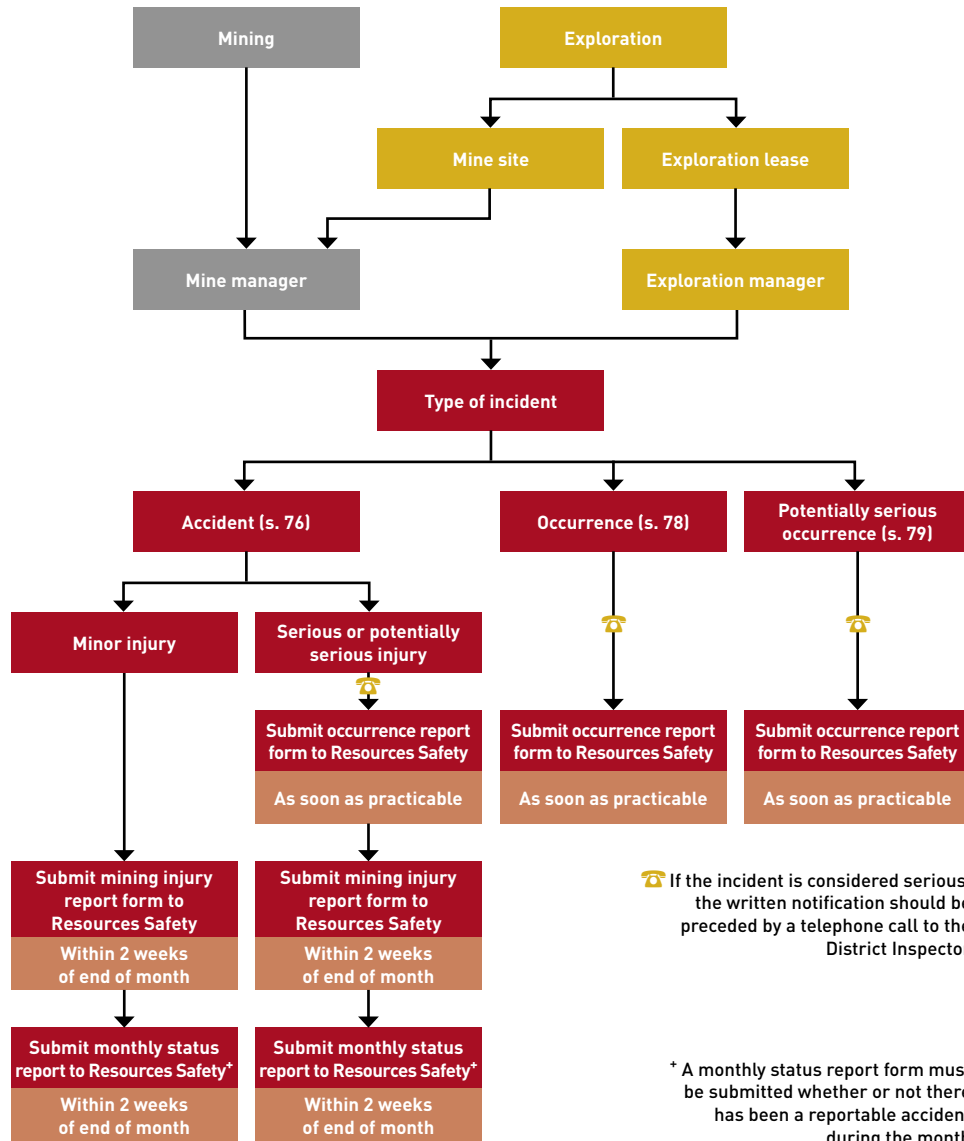 Mining
Exploration
Mine site
Exploration lease
Mine manager
Exploration manager
Type of incident
Accident (s. 76)
Occurrence (s. 78)
Potentially serious
occurrence (s. 79)
Minor injury
Serious or potentially
serious injury
Submit occurrence report
form to Resources Safety
As soon as practicable
Submit occurrence report
form to Resources Safety
As soon as practicable
Submit occurrence report
form to Resources Safety
As soon as practicable
Submit mining injury
report form to
Resources Safety
Within 2 weeks
of end of month
Submit mining injury
report form to
Resources Safety
Within 2 weeks
of end of month
☎ If the incident is considered serious,
the written notification should be
preceded by a telephone call to the
District Inspector
Submit monthly status
report to Resources Safety+
Within 2 weeks
of end of month
Submit monthly status
report to Resources Safety+
Within 2 weeks
of end of month
+ A monthly status report form must
be submitted whether or not there
has been a reportable accident
during the month